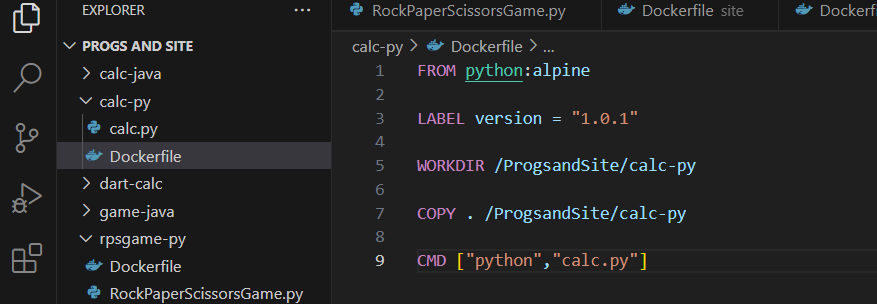 EXPLORER
PROGS AND SITE
calc-java
calc-py
calc.py
Dockerfile
dart-calc
game-java
rpsgame-py
Dockerfile
RockPaperScissorsGame.py
RockPaperScissorsGame.py Dockerfile site Dockerf
calc-py > Dockerfile > ...
1 FROM python:alpine
2
3 LABEL version = "1.0.1"
4
5 WORKDIR /ProgsandSite/calc-py
6
7 COPY . /ProgsandSite/calc-py
8
9 CMD ["python","calc.py"]